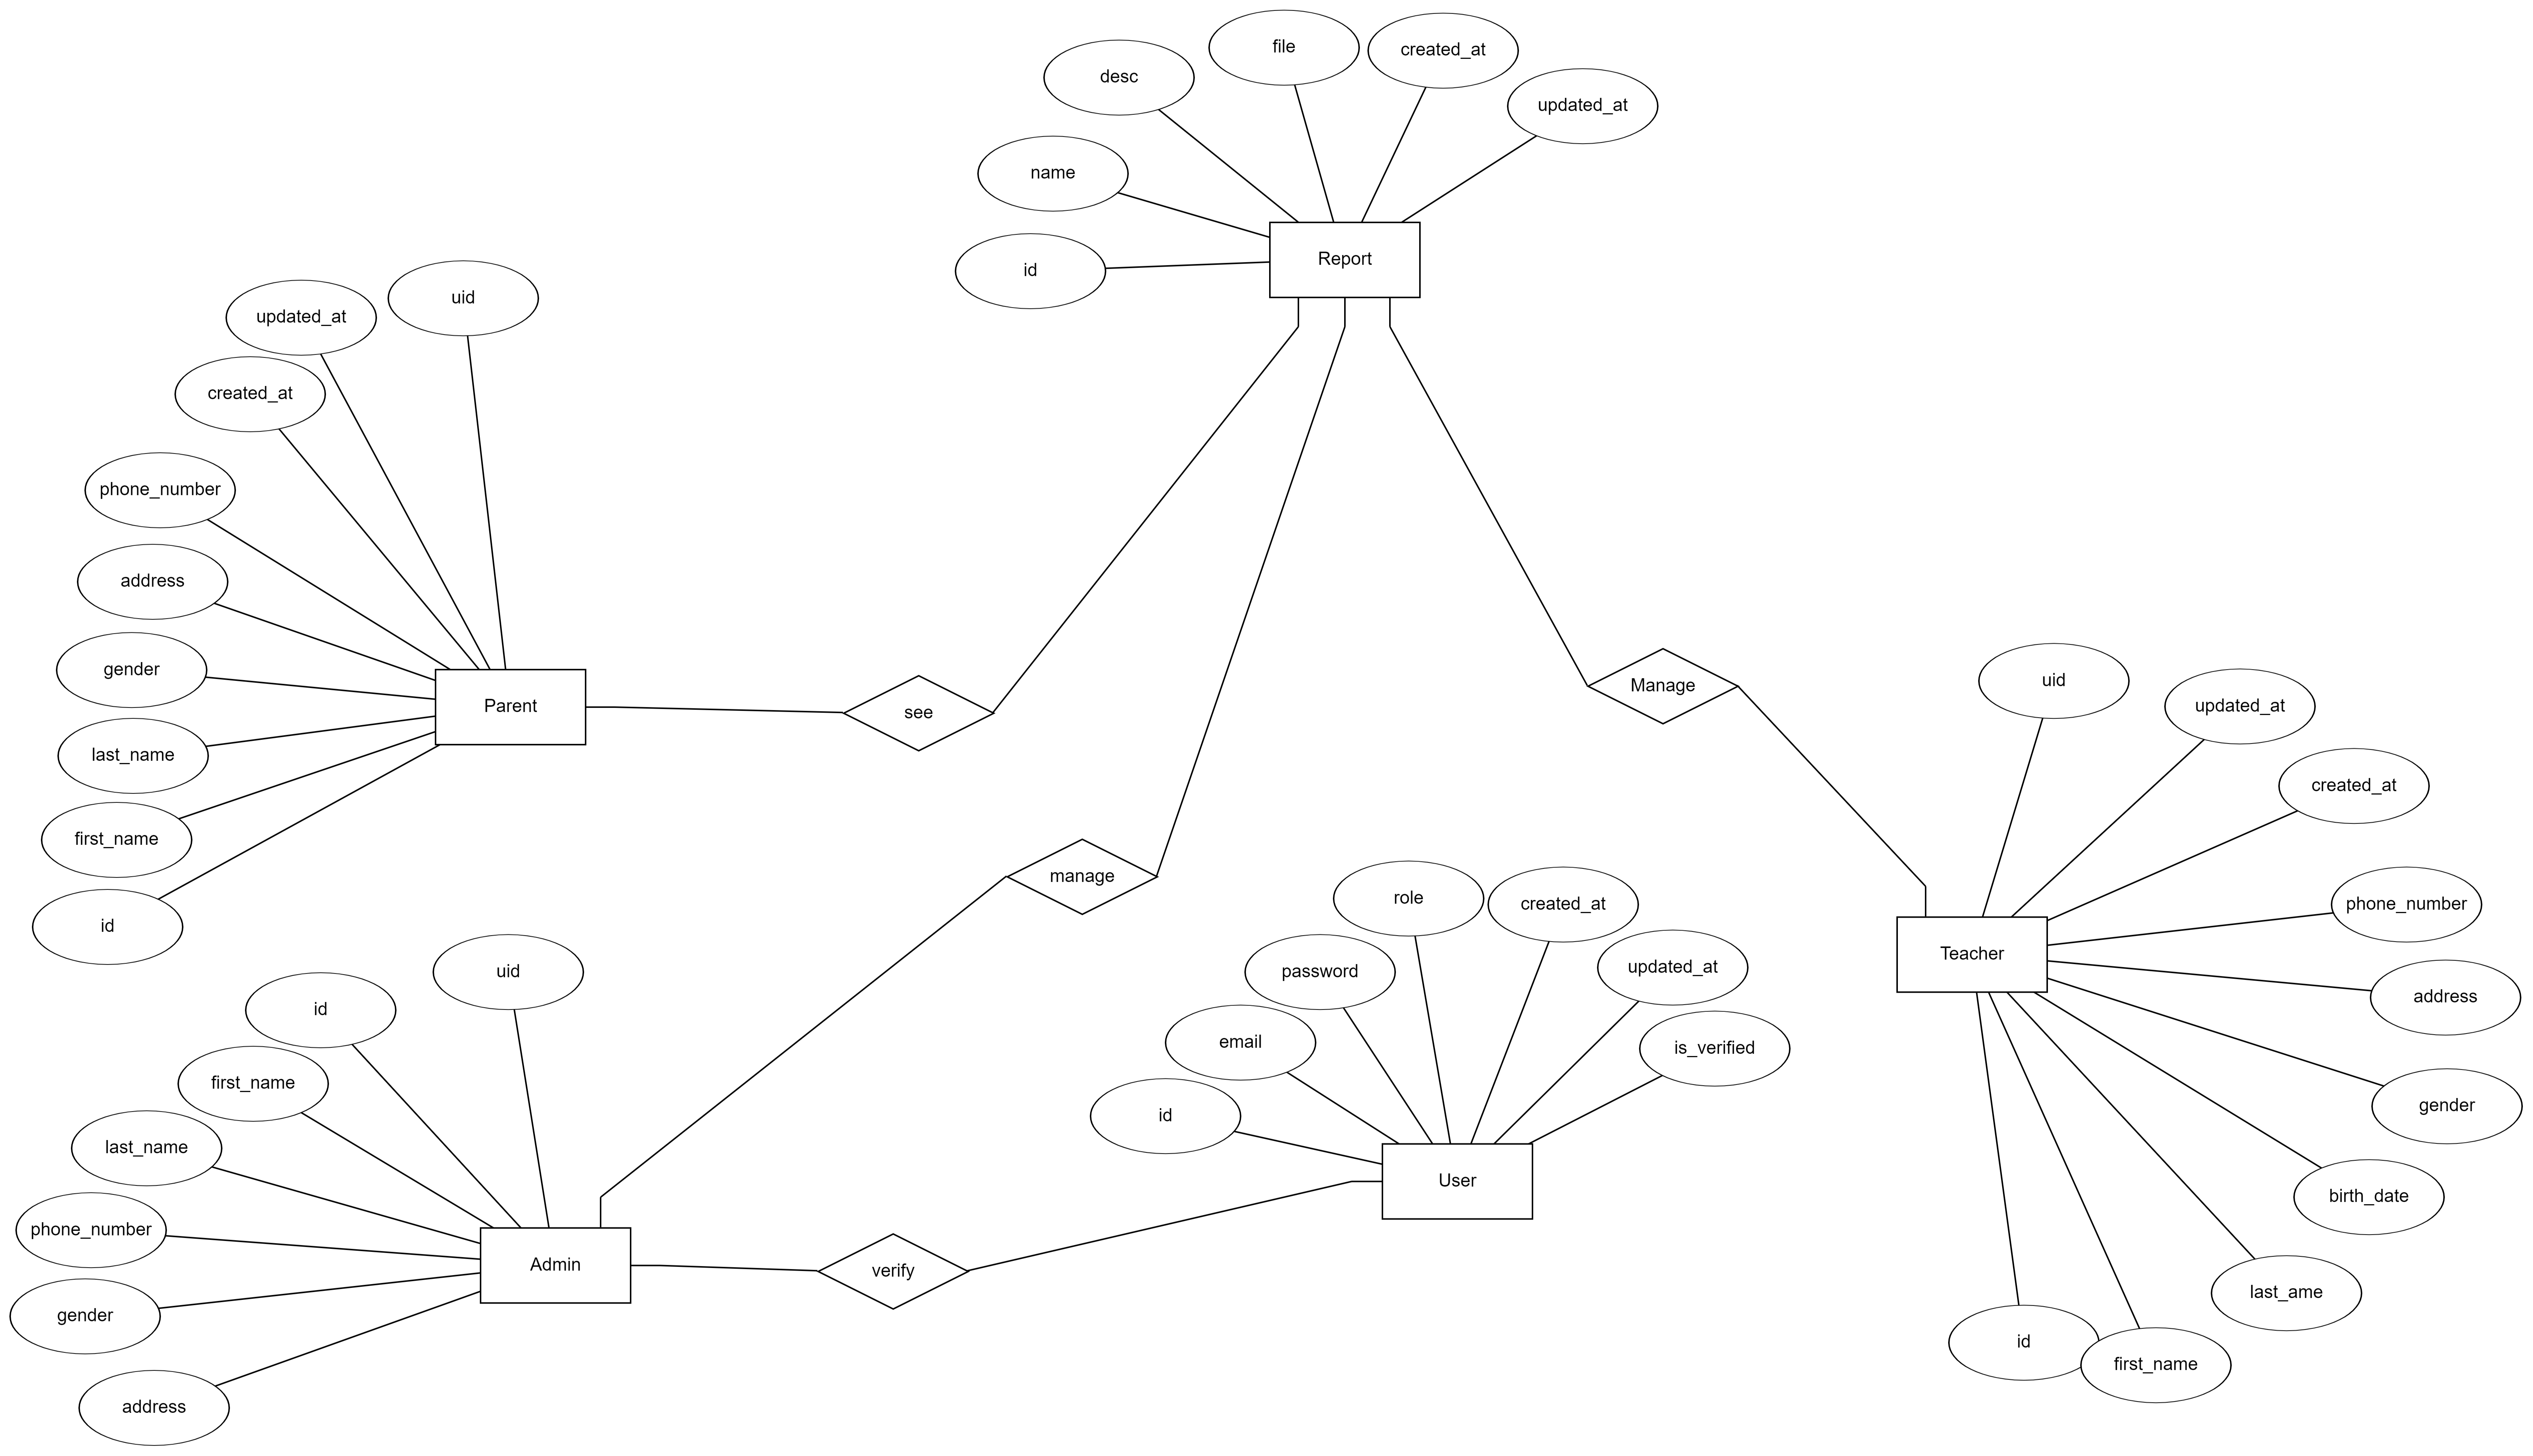 file
created_at
desc
updated_at
name
Report
id
uid
updated_at
created_at
phone_number
address
gender
Parent
last_name
first_name
id
see
Manage
manage
uid
updated_at
created_at
phone_number
Teacher
address
gender
birth_date
last_ame
id
first_name
role
created_at
password
updated_at
email
is_verified
id
User
uid
id
first_name
last_name
phone_number
Admin
verify
gender
address